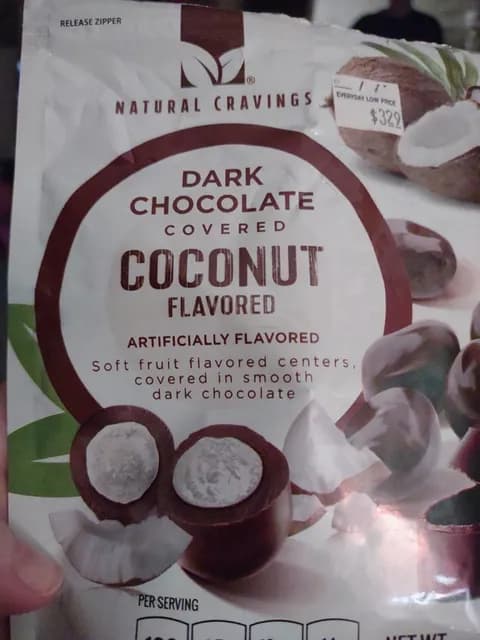 RELEASE ZIPPER
®
NATURAL CRAVINGS
EVERYDAY LOW PRICE
$322
DARK
CHOCOLATE
COVERED
COCONUT
FLAVORED
ARTIFICIALLY FLAVORED
Soft fruit flavored centers,
covered in smooth
dark chocolate
PER SERVING
NET WT